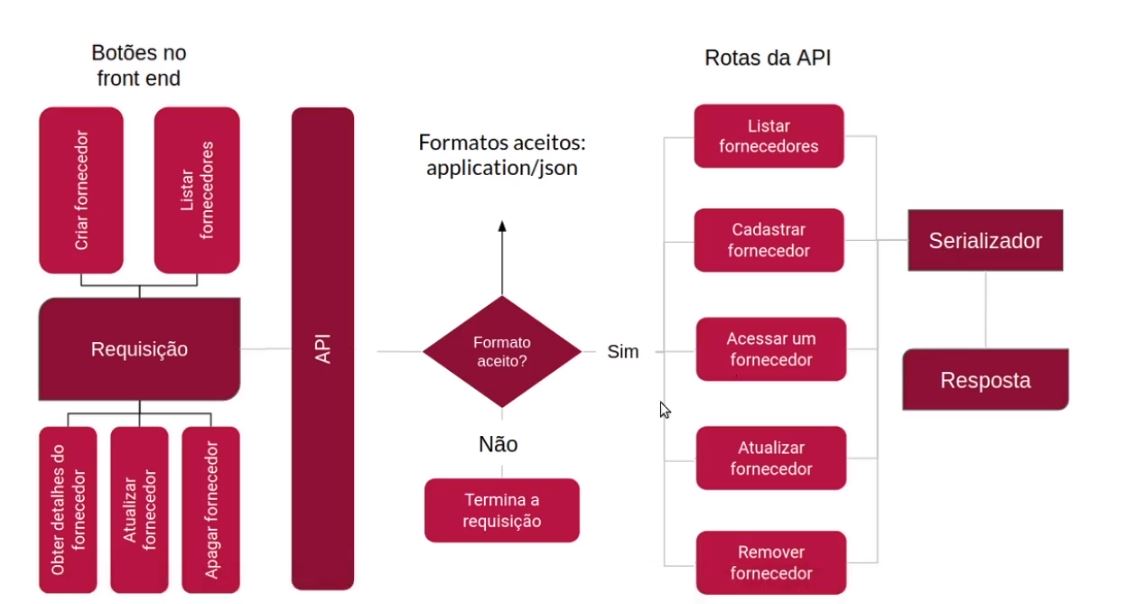 Botões no
front end
Criar fornecedor
Listar
fornecedores
Requisição
Obter detalhes do
fornecedor
Atualizar
fornecedor
Apagar fornecedor
API
Formatos aceitos:
application/json
Formato
aceito?
Sim
Não
Termina a
requisição
Rotas da API
Listar
fornecedores
Cadastrar
fornecedor
Acessar um
fornecedor
Atualizar
fornecedor
Remover
fornecedor
Serializador
Resposta